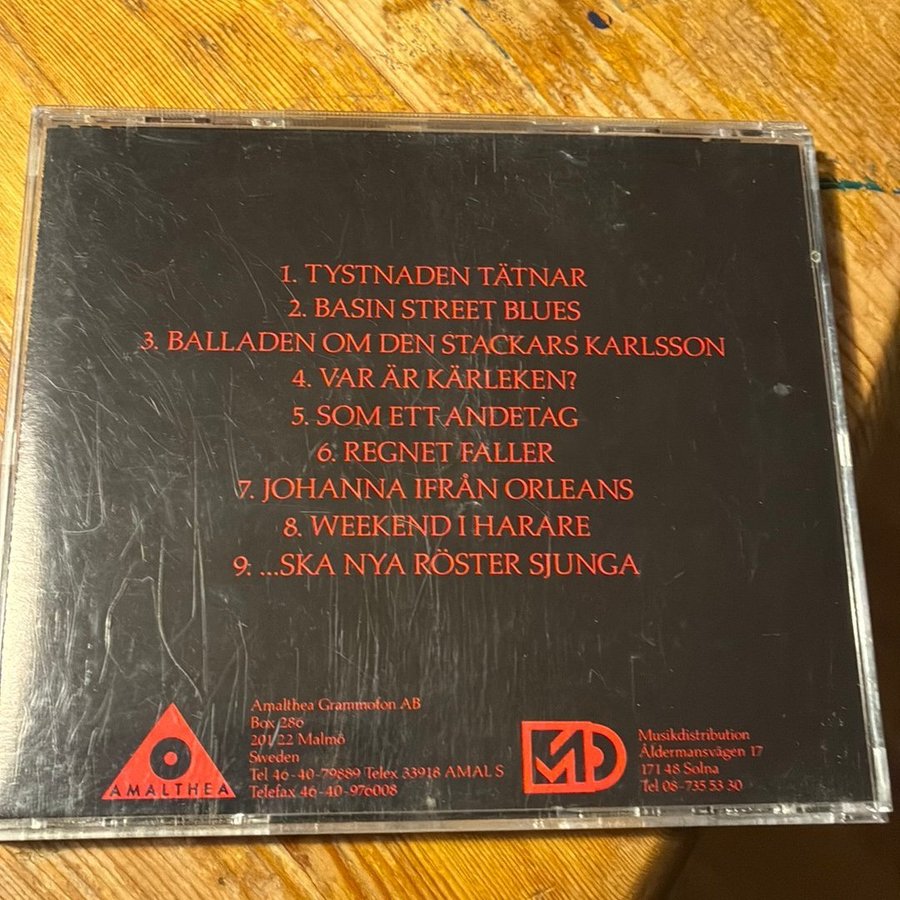 1. TYSTNADEN TÄTNAR
2. BASIN STREET BLUES
3. BALLADEN OM DEN STACKARS KARLSSON
4. VAR ÄR KÄRLEKEN?
5. SOM ETT ANDETAG
6. REGNET FALLER
7. JOHANNA IFRÅN ORLEANS
8. WEEKEND I HARARE
9: ...SKA NYA RÖSTER SJUNGA
AMALTHEA
Amalthea Grammofon AB
Box 286
201 22 Malmö
Sweden
Tel 46-40-79889 Telex 33918 AMAL S
Telefax 46-40-976008
MD
Musikdistribution
Åldermansvägen 17
171 48 Solna
Tel 08-735 53 30